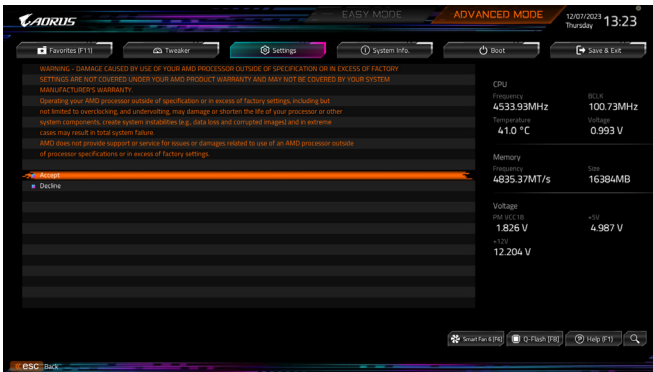 AORUS
EASY MODE
ADVANCED MODE
12/07/2023
Thursday
13:23
Favorites (F11)
Tweaker
Settings
System Info.
Boot
Save & Exit
WARNING - DAMAGE CAUSED BY USE OF YOUR AMD PROCESSOR OUTSIDE OF SPECIFICATION OR IN EXCESS OF FACTORY
SETTINGS ARE NOT COVERED UNDER YOUR AMD PRODUCT WARRANTY AND MAY NOT BE COVERED BY YOUR SYSTEM
MANUFACTURER'S WARRANTY.
Operating your AMD processor outside of specification or in excess of factory settings, including but
not limited to overclocking, and undervolting, may damage or shorten the life of your processor or other
system components, create system instabilities (e.g., data loss and corrupted images) and in extreme
cases may result in total system failure.
AMD does not provide support or service for issues or damages related to use of an AMD processor outside
of processor specifications or in excess of factory settings.
Accept
Decline
CPU
Frequency
BCLK
4533.93MHz
100.73MHz
Temperature
Voltage
41.0 °C
0.993 V
Memory
Frequency
Size
4835.37MT/s
16384MB
Voltage
PM VCC18
+5V
1.826 V
4.987 V
+12V
12.204 V
Smart Fan 6 [F6]
Q-Flash [F8]
Help (F1)
esc Back